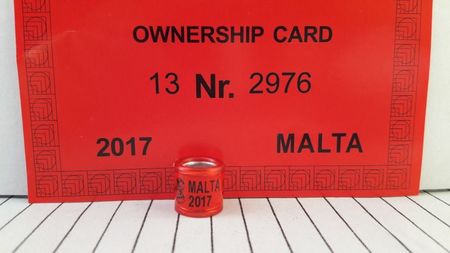 OWNERSHIP CARD
13 Nr. 2976
2017 MALTA
MALTA
2017